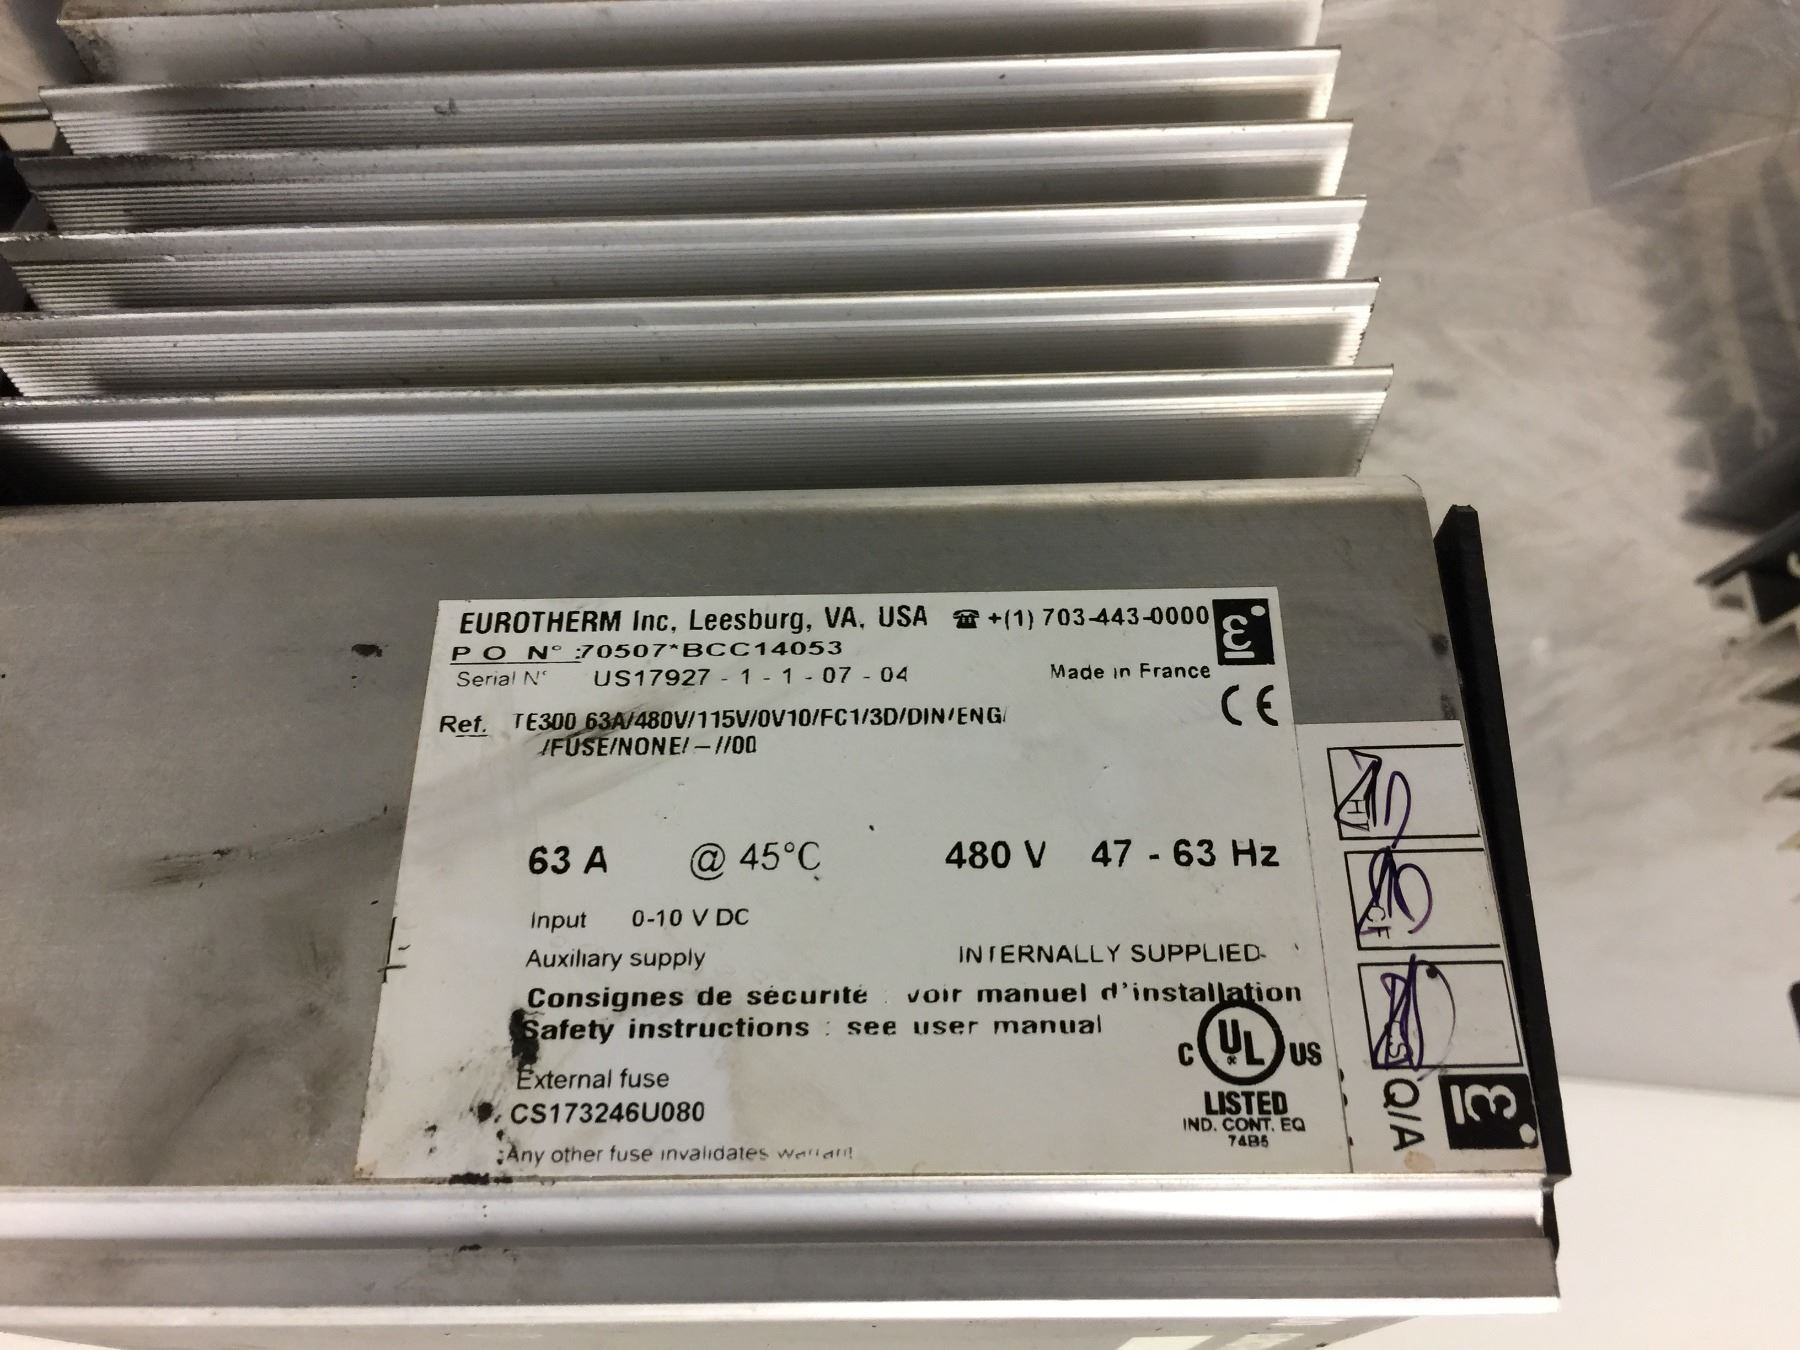 EUROTHERM Inc, Leesburg, VA, USA ☎ +(1) 703-443-0000
P O N° :70507*BCC14053
Serial N° US17927 - 1 - 1 - 07 - 04 Made in France
Ref. TE300 63A/480V/115V/0V10/FC1/3D/DIN/ENG/
/FUSE/NONE/ – //00
CE
63 A @ 45°C 480 V 47 - 63 Hz
Input 0-10 V DC
Auxiliary supply INTERNALLY SUPPLIED-
Consignes de sécurité : voir manuel d'installation
Safety instructions : see user manual
External fuse
CS173246U080
Any other fuse invalidates
C UL US
LISTED
IND. CONT. EQ
74B5
HV
CF
Q/A